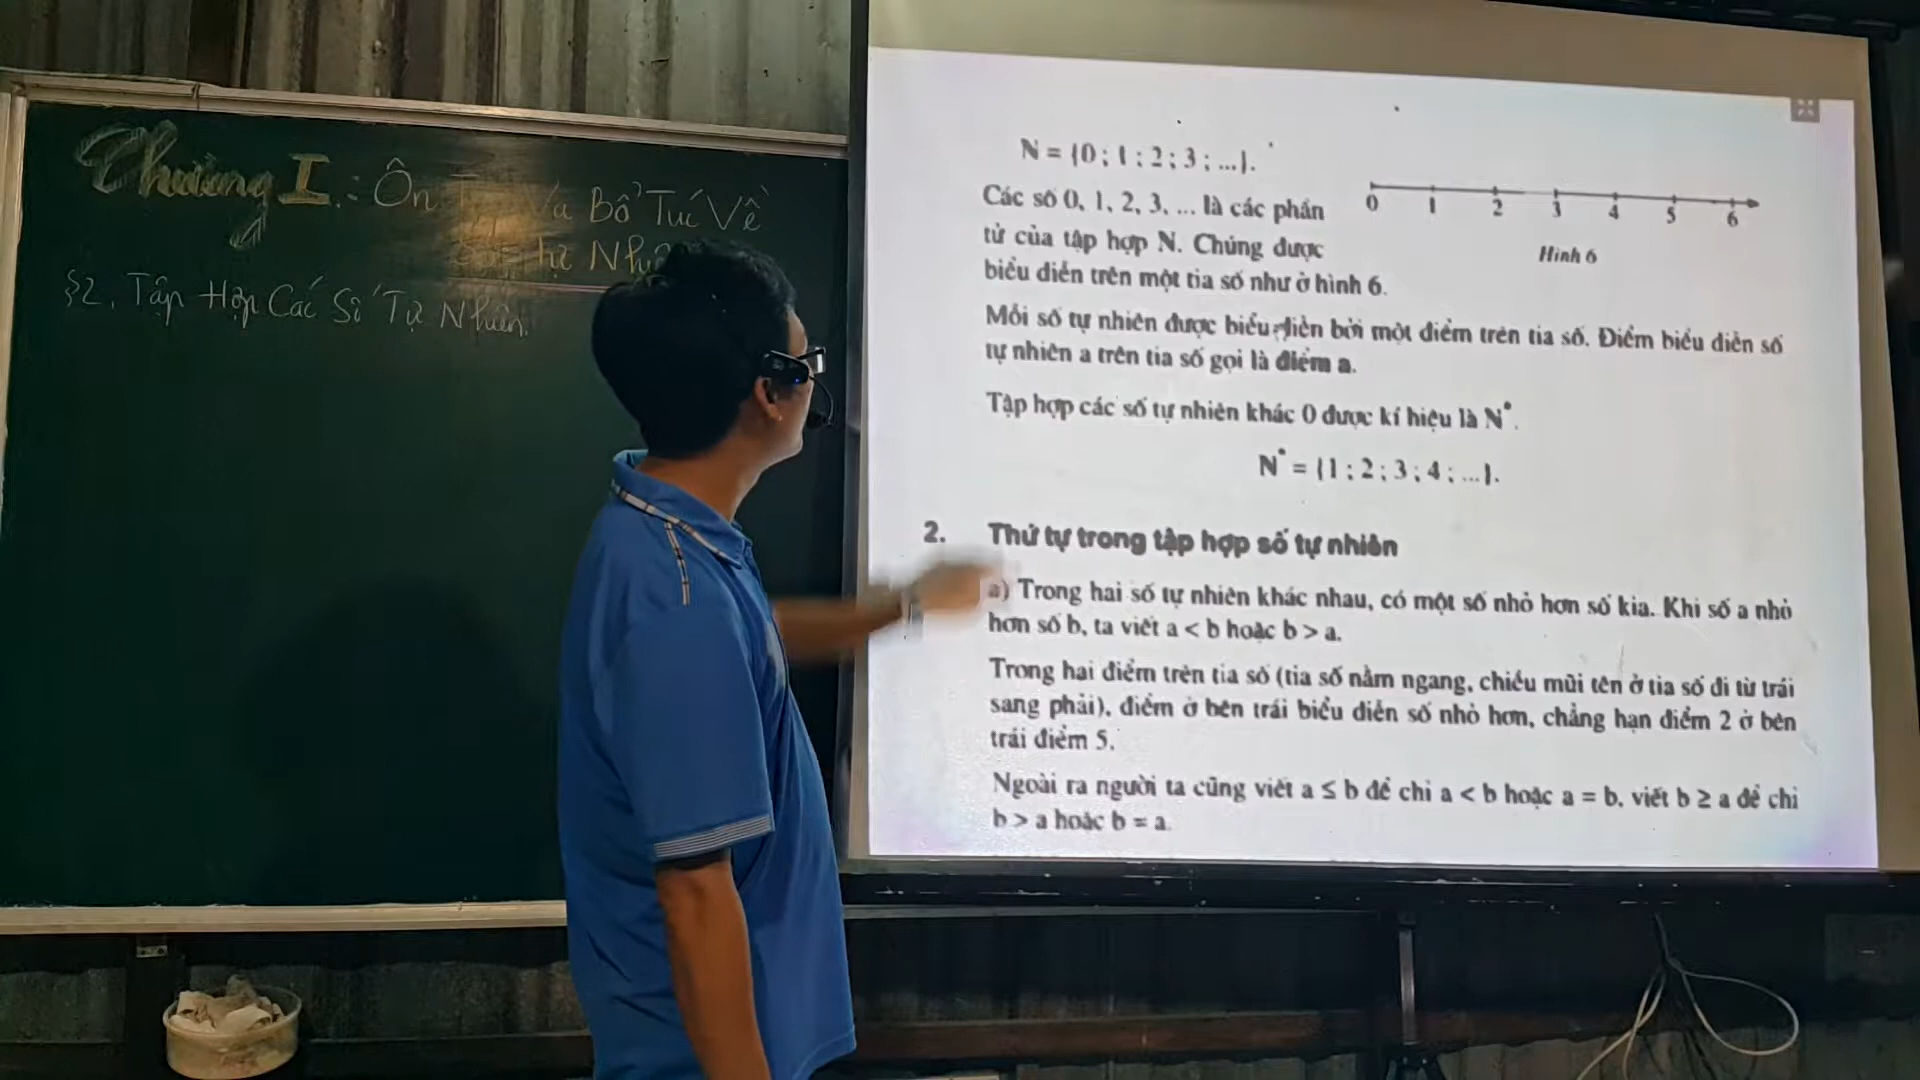 Chương I: Ôn Và Bổ Túc Về
Nh
§2. Tập Hợp Các Số Tự Nhiên.
N = {0 ; 1 ; 2 ; 3 ; ...}.
0 1 2 3 4 5 6
Hình 6
Các số 0, 1, 2, 3, ... là các phần
tử của tập hợp N. Chúng được
biểu diễn trên một tia số như ở hình 6.
Mỗi số tự nhiên được biểu diễn bởi một điểm trên tia số. Điểm biểu diễn số
tự nhiên a trên tia số gọi là điểm a.
Tập hợp các số tự nhiên khác 0 được kí hiệu là N*.
N* = {1 ; 2 ; 3 ; 4 ; ...}.
2. Thứ tự trong tập hợp số tự nhiên
a) Trong hai số tự nhiên khác nhau, có một số nhỏ hơn số kia. Khi số a nhỏ
hơn số b, ta viết a < b hoặc b > a.
Trong hai điểm trên tia số (tia số nằm ngang, chiều mũi tên ở tia số đi từ trái
sang phải), điểm ở bên trái biểu diễn số nhỏ hơn, chẳng hạn điểm 2 ở bên
trái điểm 5.
Ngoài ra người ta cũng viết a ≤ b để chỉ a < b hoặc a = b, viết b ≥ a để chỉ
b > a hoặc b = a.